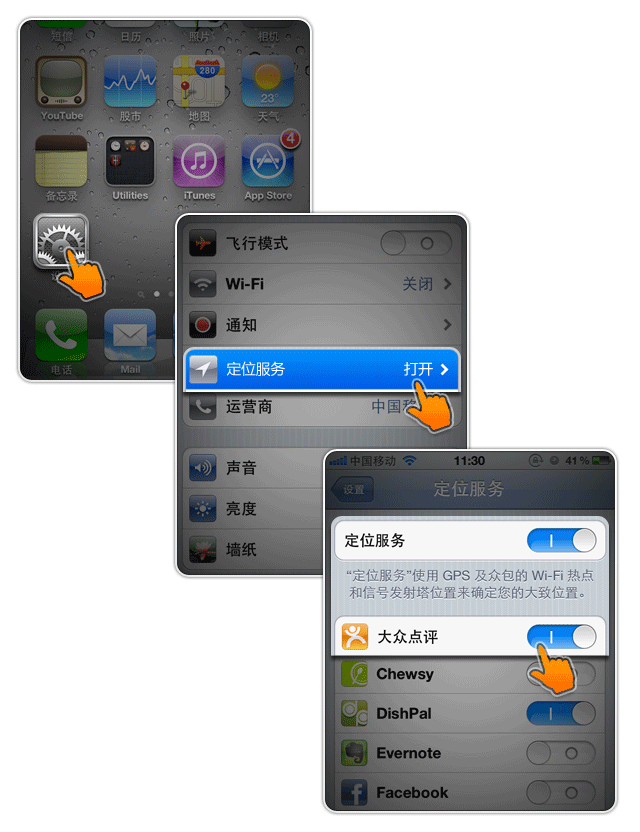 短信 日历 照片 相机
280
YouTube 股市 地图 23° 天气
4
备忘录 Utilities iTunes App Store
电话 Mail
飞行模式
Wi-Fi 关闭
通知
定位服务 打开
运营商 中国移
声音
亮度
墙纸
中国移动 11:30 41%
设置 定位服务
定位服务
“定位服务”使用 GPS 及众包的 Wi-Fi 热点
和信号发射塔位置来确定您的大致位置。
大众点评
Chewsy
DishPal
Evernote
Facebook